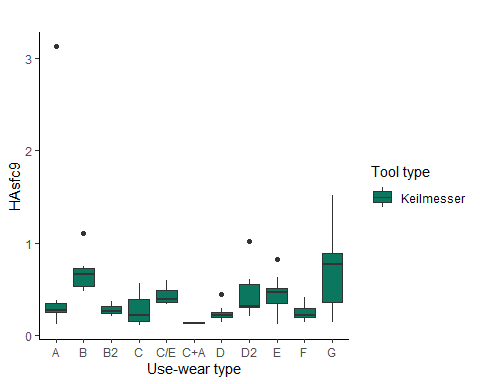 3
2
1
0
HAsfc9
A B B2 C C/E C+A D D2 E F G
Use-wear type
Tool type
Keilmesser